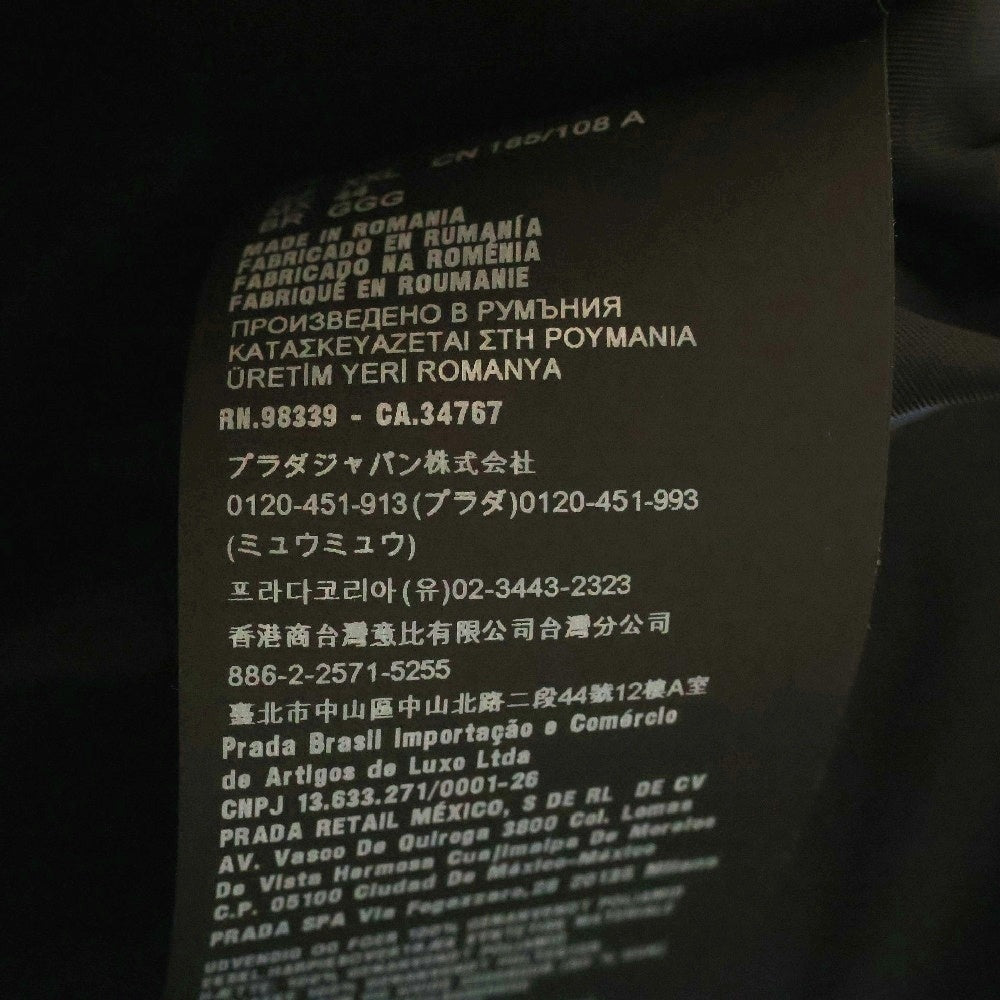 CN 185/108 A
BR GGG
MADE IN ROMANIA
FABRICADO EN RUMANÍA
FABRICADO NA ROMÊNIA
FABRIQUÉ EN ROUMANIE
ПРОИЗВЕДЕНО В РУМЪНИЯ
ΚΑΤΑΣΚΕΥΑΖΕΤΑΙ ΣΤΗ ΡΟΥΜΑΝΙΑ
ÜRETİM YERİ ROMANYA
RN.98339 - CA.34767
プラダジャパン株式会社
0120-451-913(プラダ)0120-451-993
(ミュウミュウ)
프라다코리아(유)02-3443-2323
香港商台灣意比有限公司台灣分公司
886-2-2571-5255
臺北市中山區中山北路二段44號12樓A室
Prada Brasil Importação e Comércio
de Artigos de Luxo Ltda
CNPJ 13.633.271/0001-26
PRADA RETAIL MÉXICO, S DE RL DE CV
AV. Vasco De Quiroga 3800 Col. Lomas
De Vista Hermosa Cuajimalpa De Morelos
C.P. 05100 Ciudad De México-México
PRADA SPA Via Fogazzaro, 28 20135 Milano